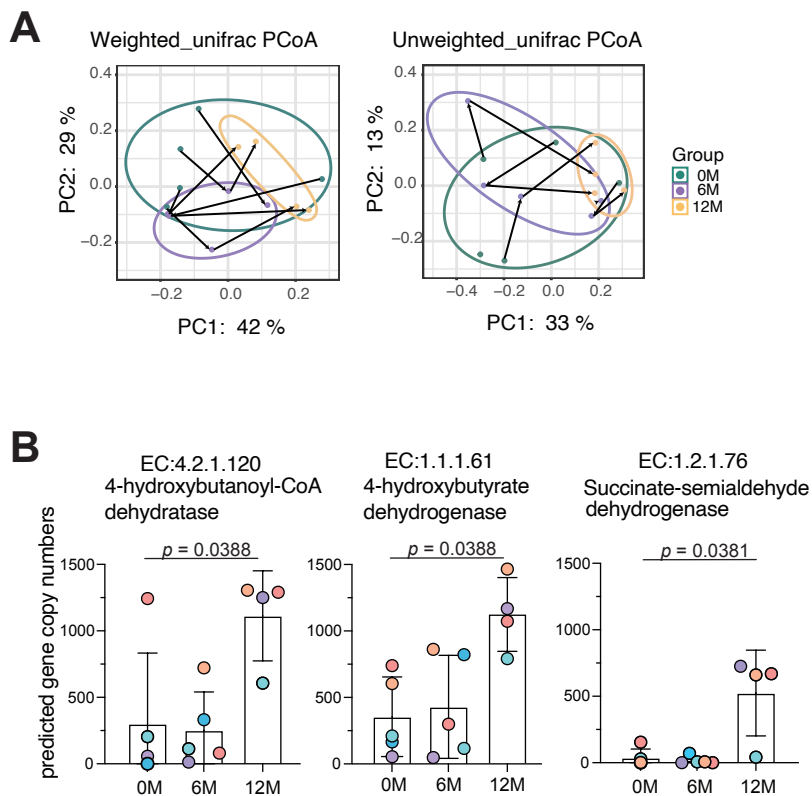 A
Weighted_unifrac PCoA
Unweighted_unifrac PCoA
0.4
0.2
0.0
−0.2
PC2: 29 %
−0.2
0.0
0.2
PC1: 42 %
0.4
0.2
0.0
−0.2
PC2: 13 %
−0.4
−0.2
0.0
0.2
PC1: 33 %
Group
0M
6M
12M
B
EC:4.2.1.120
4-hydroxybutanoyl-CoA
dehydratase
EC:1.1.1.61
4-hydroxybutyrate
dehydrogenase
EC:1.2.1.76
Succinate-semialdehyde
dehydrogenase
predicted gene copy numbers
p = 0.0388
1500
1000
500
0
0M
6M
12M
p = 0.0388
1500
1000
500
0
0M
6M
12M
p = 0.0381
1500
1000
500
0
0M
6M
12M